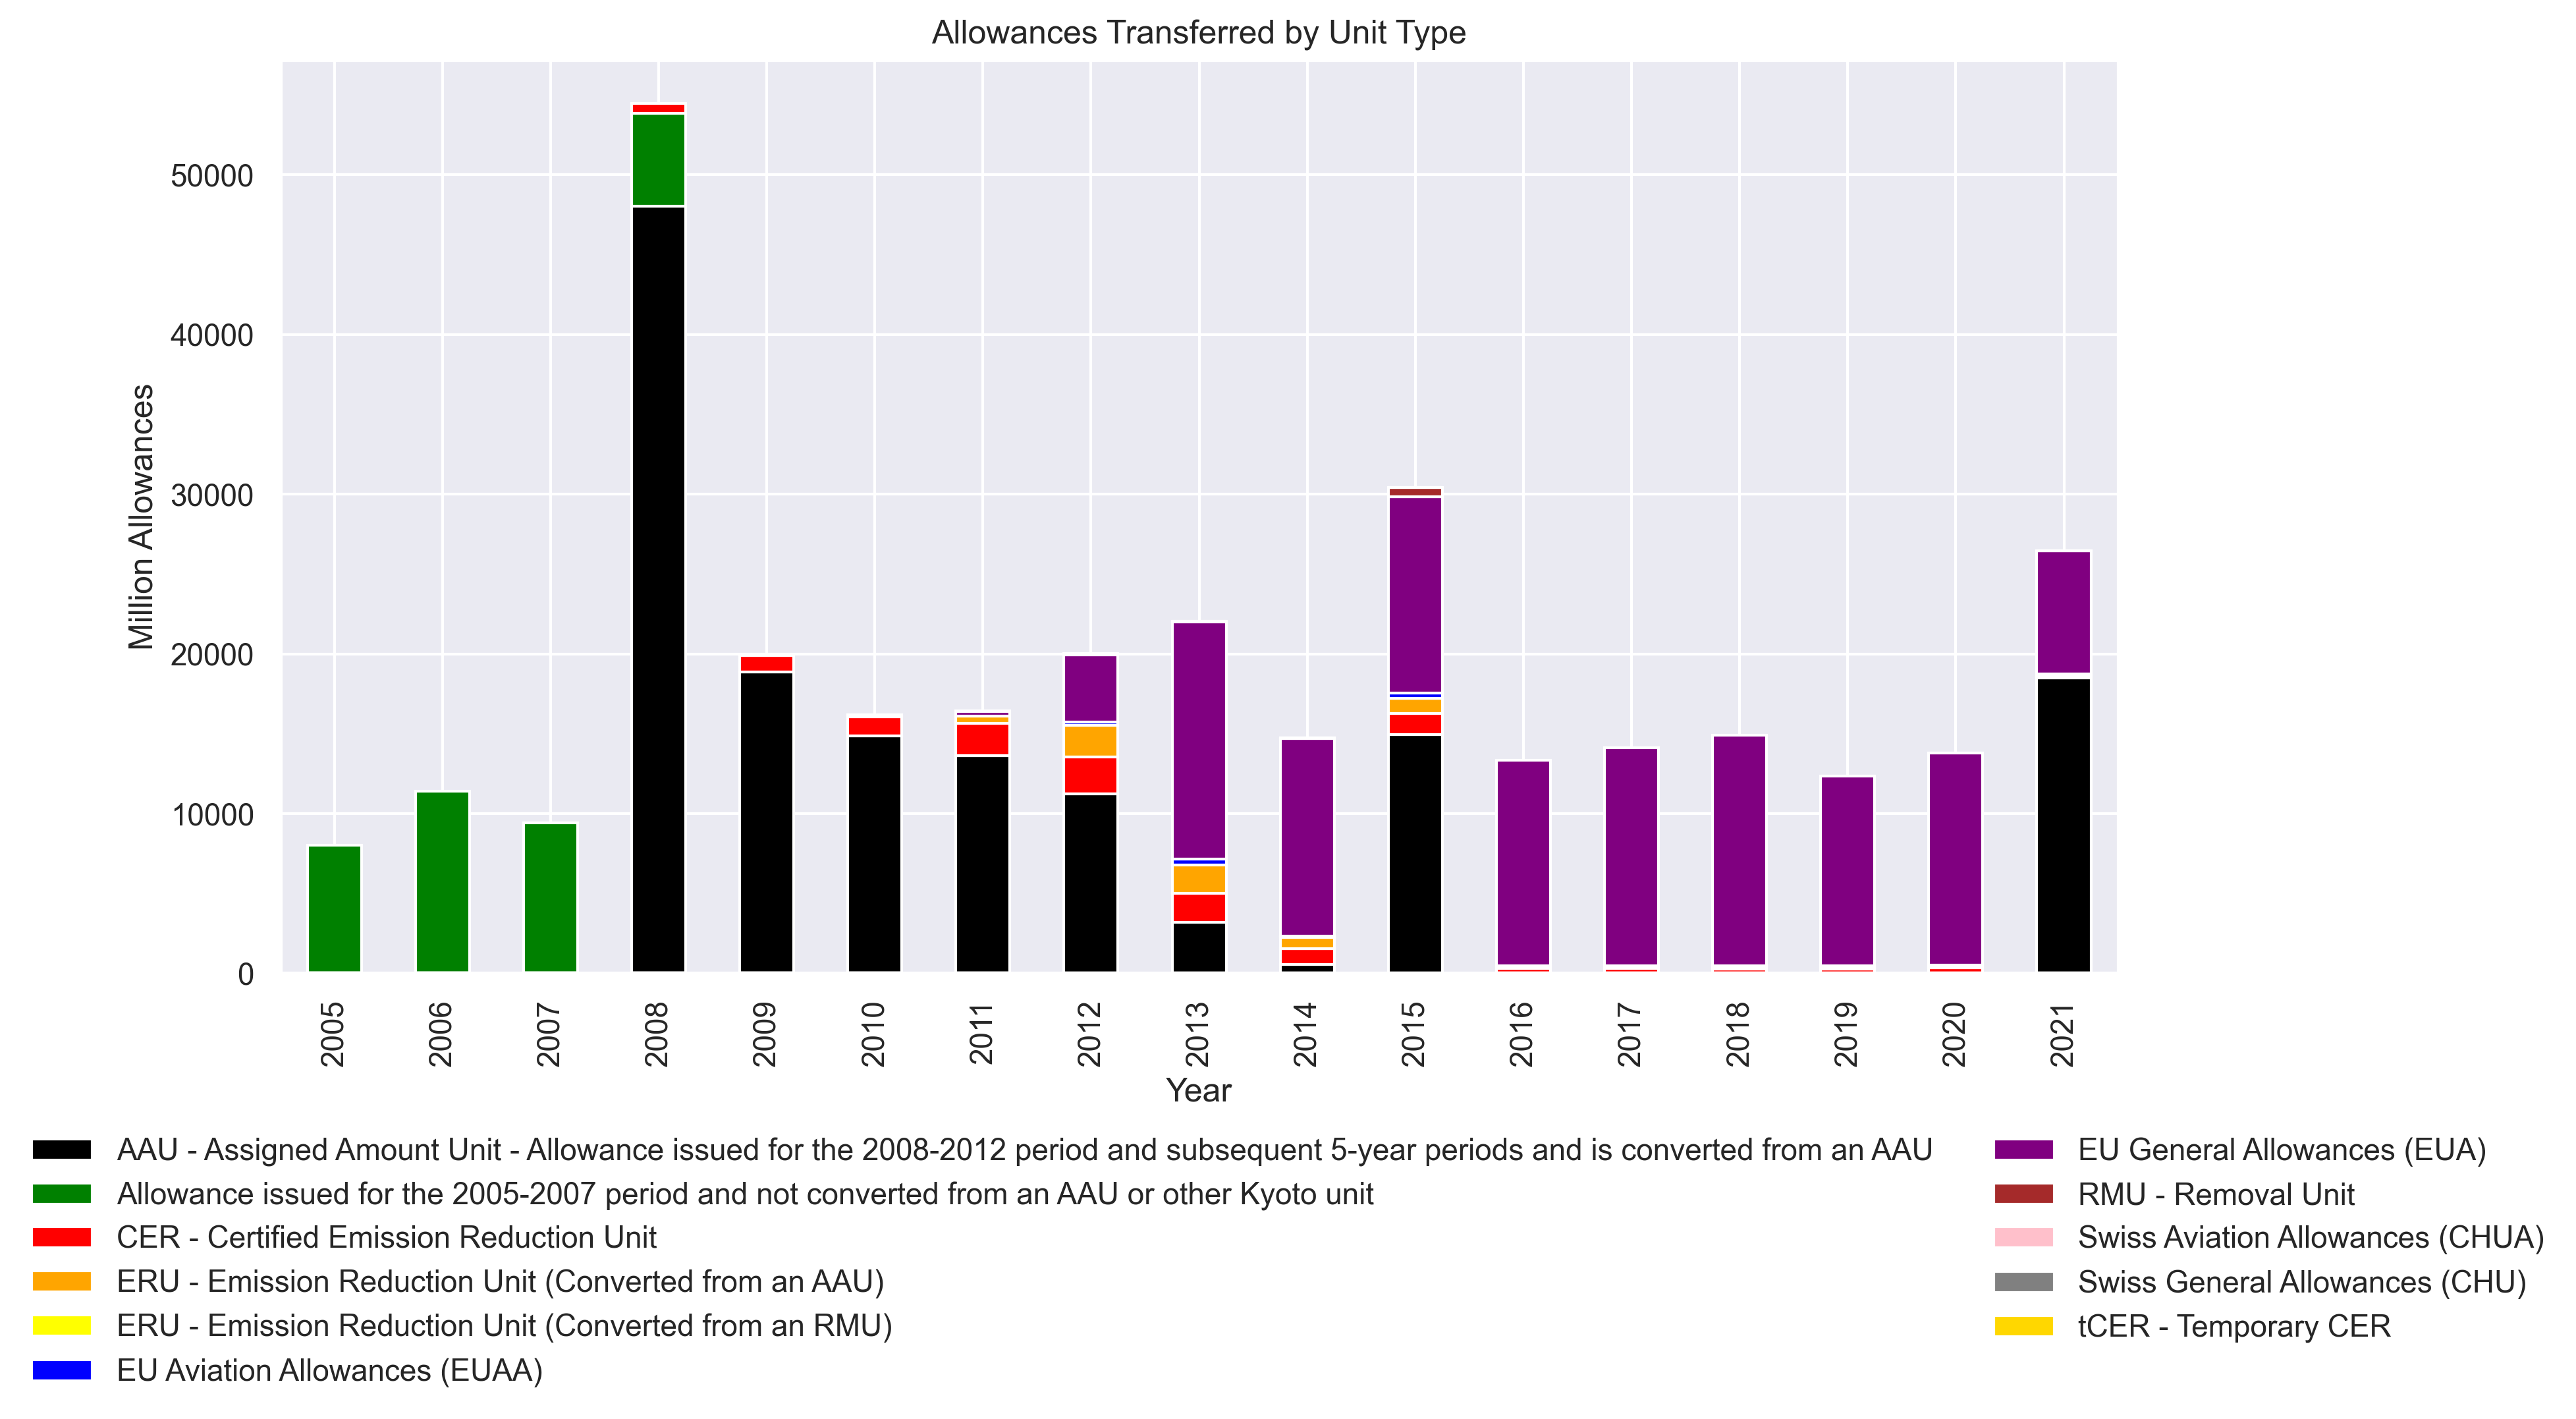 Allowances Transferred by Unit Type
Million Allowances
50000
40000
30000
20000
10000
0
2005
2006
2007
2008
2009
2010
2011
2012
2013
2014
2015
2016
2017
2018
2019
2020
2021
Year
AAU - Assigned Amount Unit - Allowance issued for the 2008-2012 period and subsequent 5-year periods and is converted from an AAU
Allowance issued for the 2005-2007 period and not converted from an AAU or other Kyoto unit
CER - Certified Emission Reduction Unit
ERU - Emission Reduction Unit (Converted from an AAU)
ERU - Emission Reduction Unit (Converted from an RMU)
EU Aviation Allowances (EUAA)
EU General Allowances (EUA)
RMU - Removal Unit
Swiss Aviation Allowances (CHUA)
Swiss General Allowances (CHU)
tCER - Temporary CER